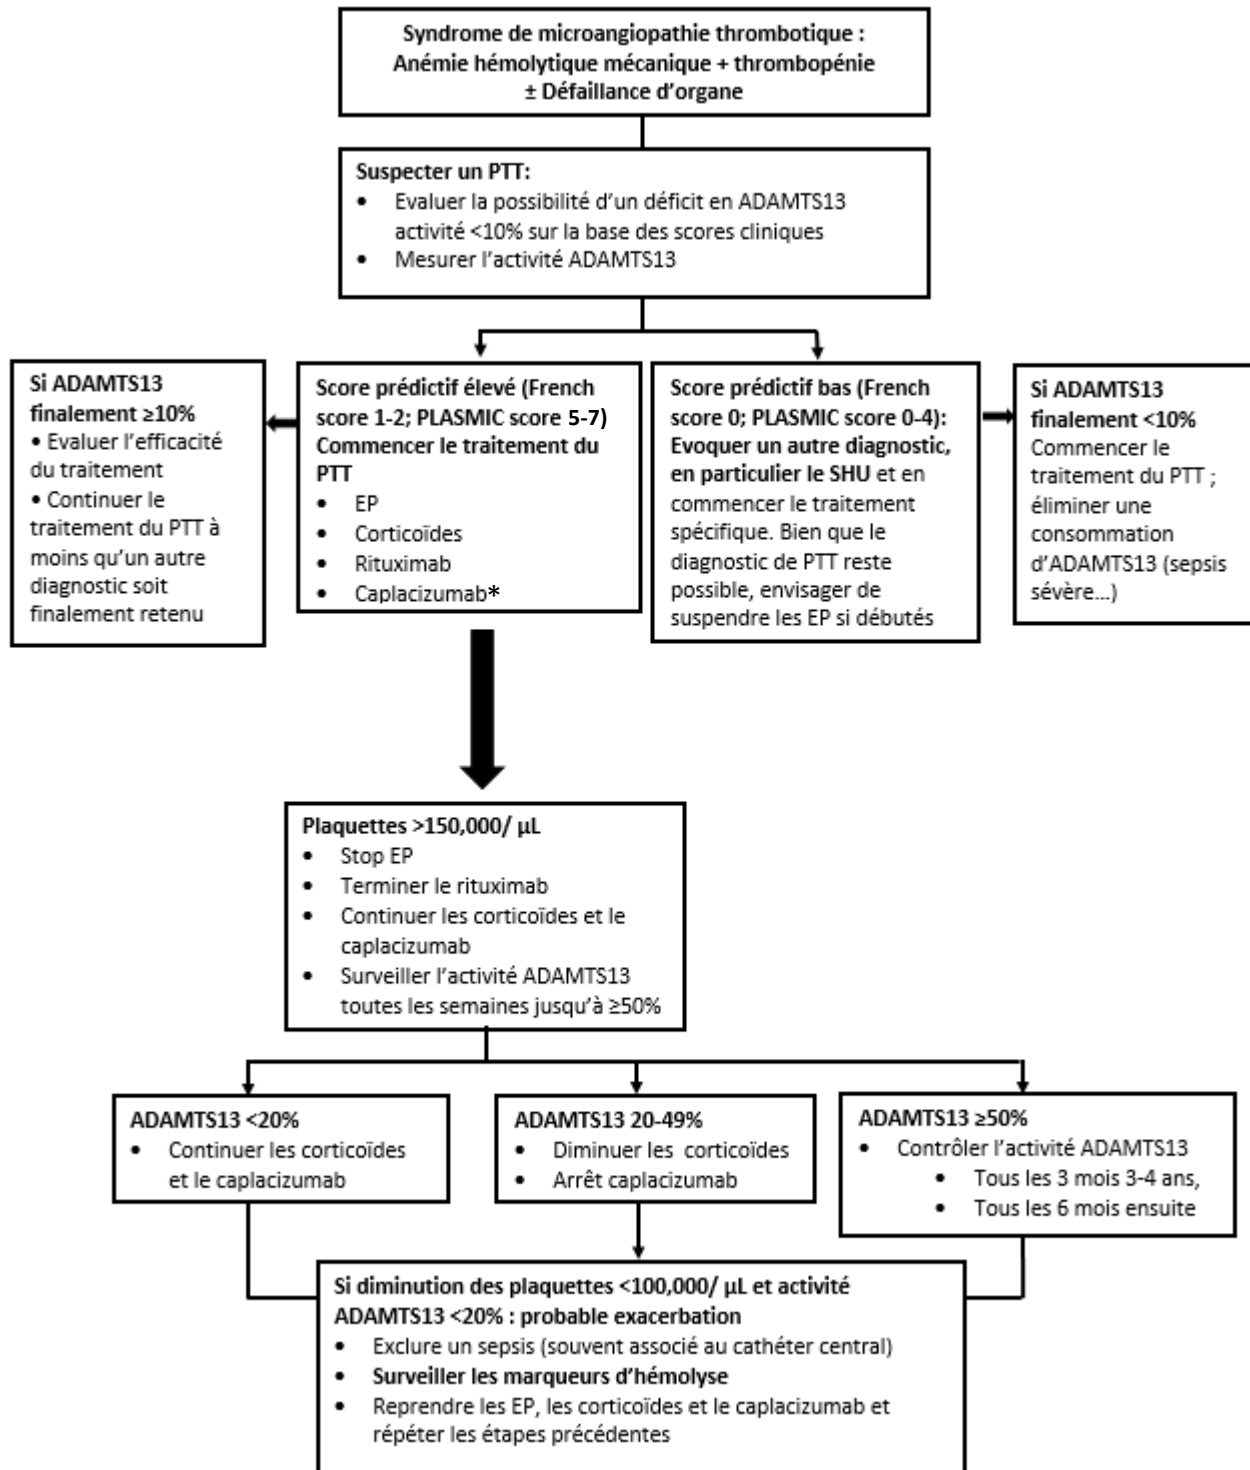 Syndrome de microangiopathie thrombotique :
Anémie hémolytique mécanique + thrombopénie
± Défaillance d’organe
Suspecter un PTT:
• Evaluer la possibilité d’un déficit en ADAMTS13
activité <10% sur la base des scores cliniques
• Mesurer l’activité ADAMTS13
Si ADAMTS13
finalement ≥10%
• Evaluer l’efficacité
du traitement
• Continuer le
traitement du PTT à
moins qu’un autre
diagnostic soit
finalement retenu
Score prédictif élevé (French
score 1-2; PLASMIC score 5-7)
Commencer le traitement du
PTT
• EP
• Corticoïdes
• Rituximab
• Caplacizumab*
Score prédictif bas (French
score 0; PLASMIC score 0-4):
Evoquer un autre diagnostic,
en particulier le SHU et en
commencer le traitement
spécifique. Bien que le
diagnostic de PTT reste
possible, envisager de
suspendre les EP si débutés
Si ADAMTS13
finalement <10%
Commencer le
traitement du PTT ;
éliminer une
consommation
d’ADAMTS13 (sepsis
sévère…)
Plaquettes >150,000/ µL
• Stop EP
• Terminer le rituximab
• Continuer les corticoïdes et le
caplacizumab
• Surveiller l’activité ADAMTS13
toutes les semaines jusqu’à ≥50%
ADAMTS13 <20%
• Continuer les corticoïdes
et le caplacizumab
ADAMTS13 20-49%
• Diminuer les corticoïdes
• Arrêt caplacizumab
ADAMTS13 ≥50%
• Contrôler l’activité ADAMTS13
• Tous les 3 mois 3-4 ans,
• Tous les 6 mois ensuite
Si diminution des plaquettes <100,000/ µL et activité
ADAMTS13 <20% : probable exacerbation
• Exclure un sepsis (souvent associé au cathéter central)
• Surveiller les marqueurs d’hémolyse
• Reprendre les EP, les corticoïdes et le caplacizumab et
répéter les étapes précédentes